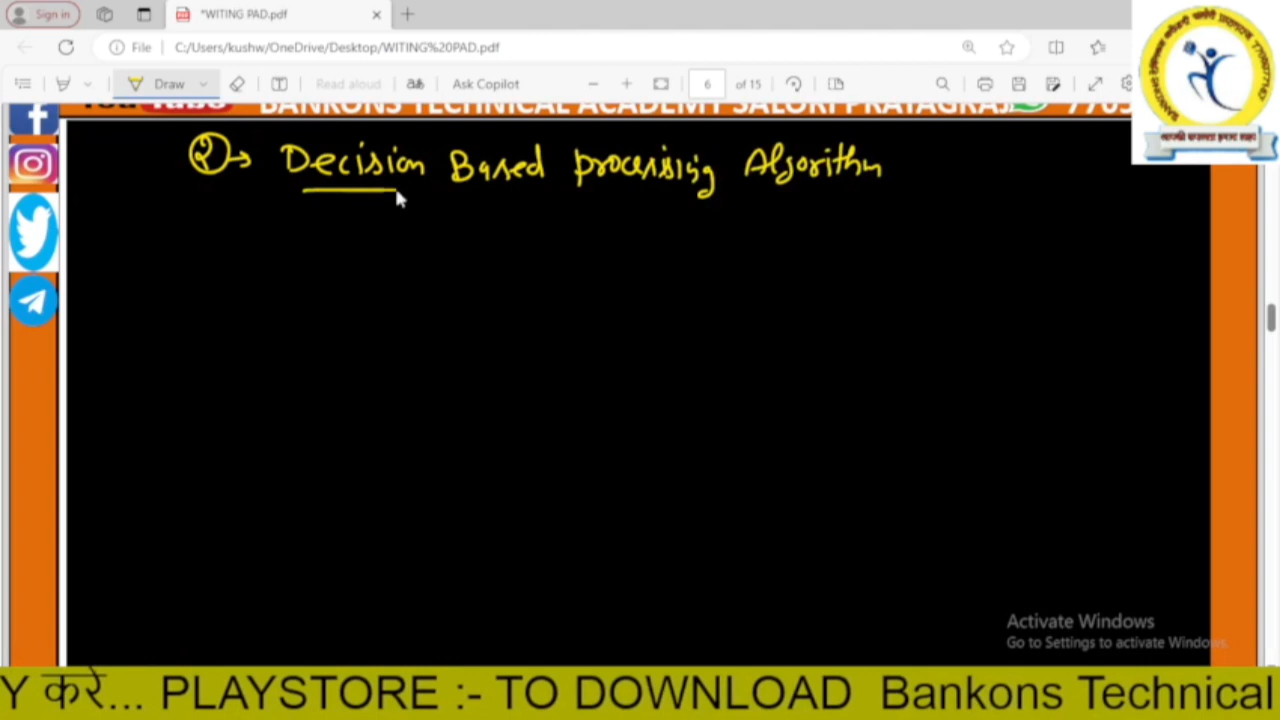 Sign in
*WITING PAD.pdf
File C:/Users/kushw/OneDrive/Desktop/WITING%20PAD.pdf
Draw Read aloud Ask Copilot 6 of 15
BANKONS TECHNICAL ACADEMY SALORI PRAYAGRAJ
२→ Decision Based processing Algorithm
Activate Windows
Go to Settings to activate Windows.
Y करे... PLAYSTORE :- TO DOWNLOAD Bankons Technical